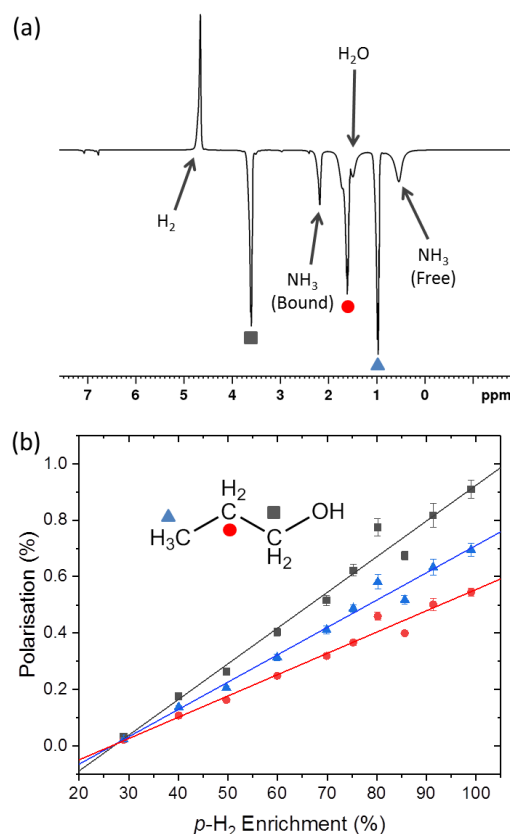 (a)
H2O
H2
NH3
(Bound)
NH3
(Free)
7 6 5 4 3 2 1 0 ppm
(b)
1.0
0.8
0.6
0.4
0.2
0.0
H2
C
OH
H3C
C
H2
Polarisation (%)
20 30 40 50 60 70 80 90 100
p-H2 Enrichment (%)